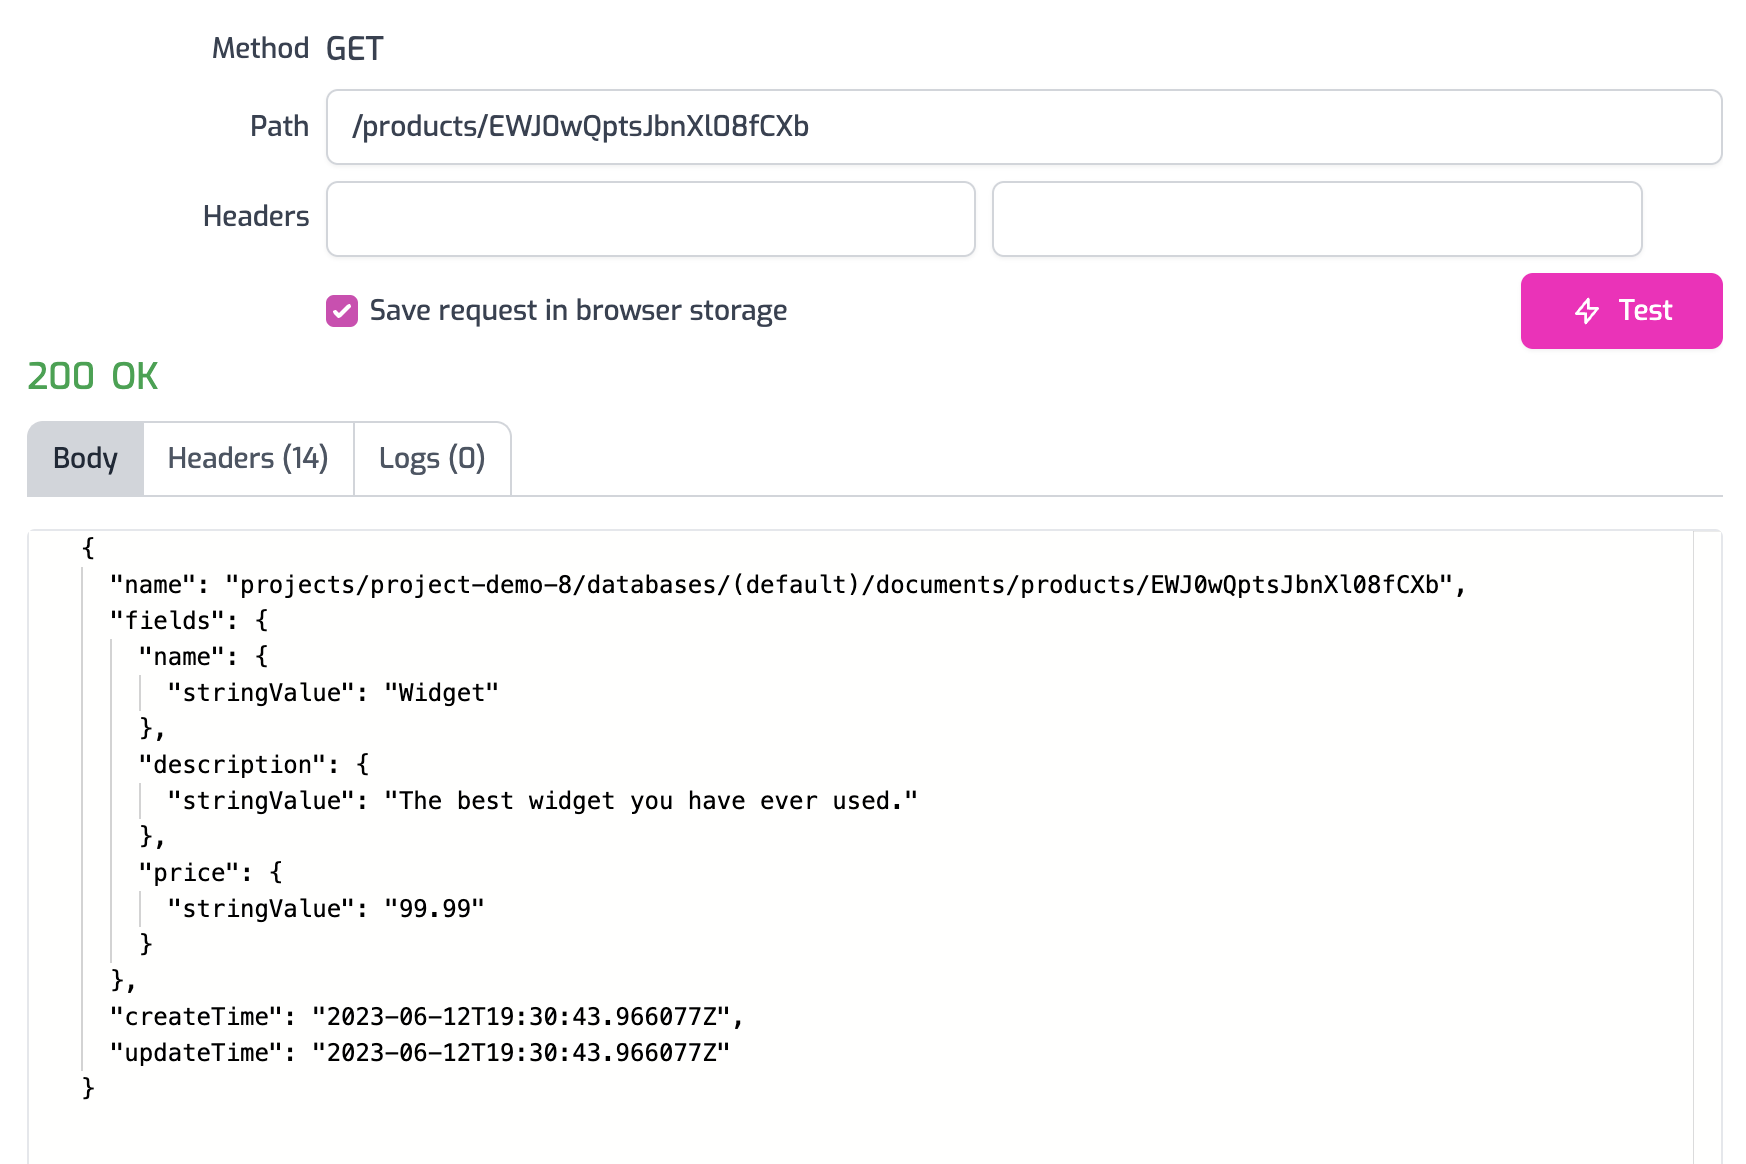 Method GET
Path /products/EWJ0wQptsJbnXl08fCXb
Headers
Save request in browser storage
Test
200 OK
Body Headers (14) Logs (0)
{
  "name": "projects/project-demo-8/databases/(default)/documents/products/EWJ0wQptsJbnXl08fCXb",
  "fields": {
    "name": {
      "stringValue": "Widget"
    },
    "description": {
      "stringValue": "The best widget you have ever used."
    },
    "price": {
      "stringValue": "99.99"
    }
  },
  "createTime": "2023-06-12T19:30:43.966077Z",
  "updateTime": "2023-06-12T19:30:43.966077Z"
}